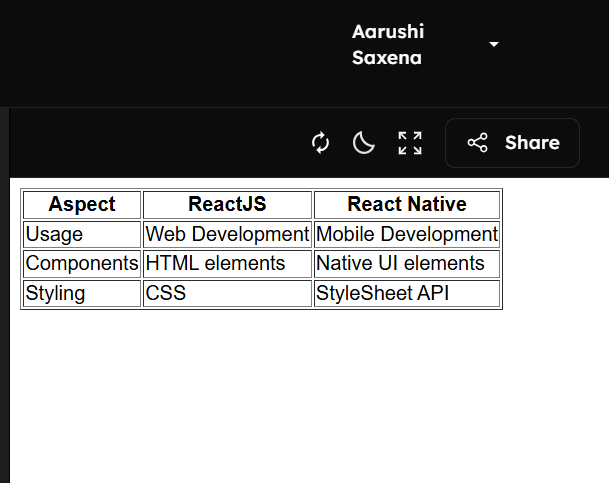 Aarushi
Saxena
Share
Aspect ReactJS React Native
Usage Web Development Mobile Development
Components HTML elements Native UI elements
Styling CSS StyleSheet API